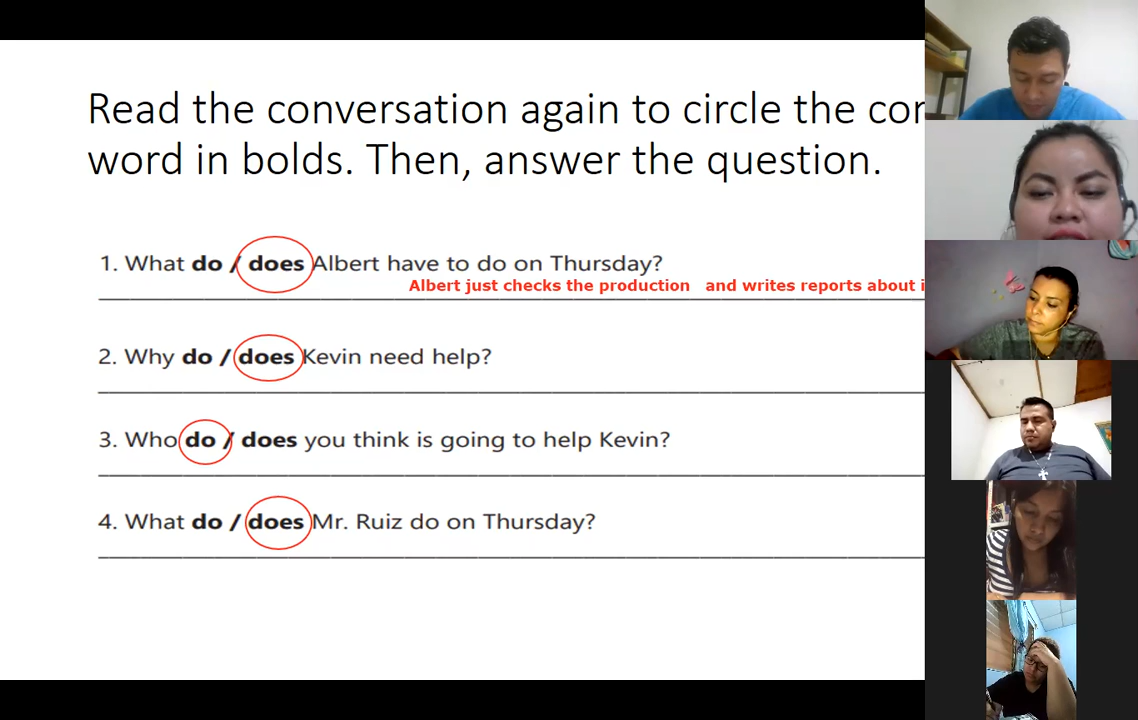 Read the conversation again to circle the
word in bolds. Then, answer the question.
1. What do / does Albert have to do on Thursday?
Albert just checks the production and writes reports about
2. Why do / does Kevin need help?
3. Who do / does you think is going to help Kevin?
4. What do / does Mr. Ruiz do on Thursday?